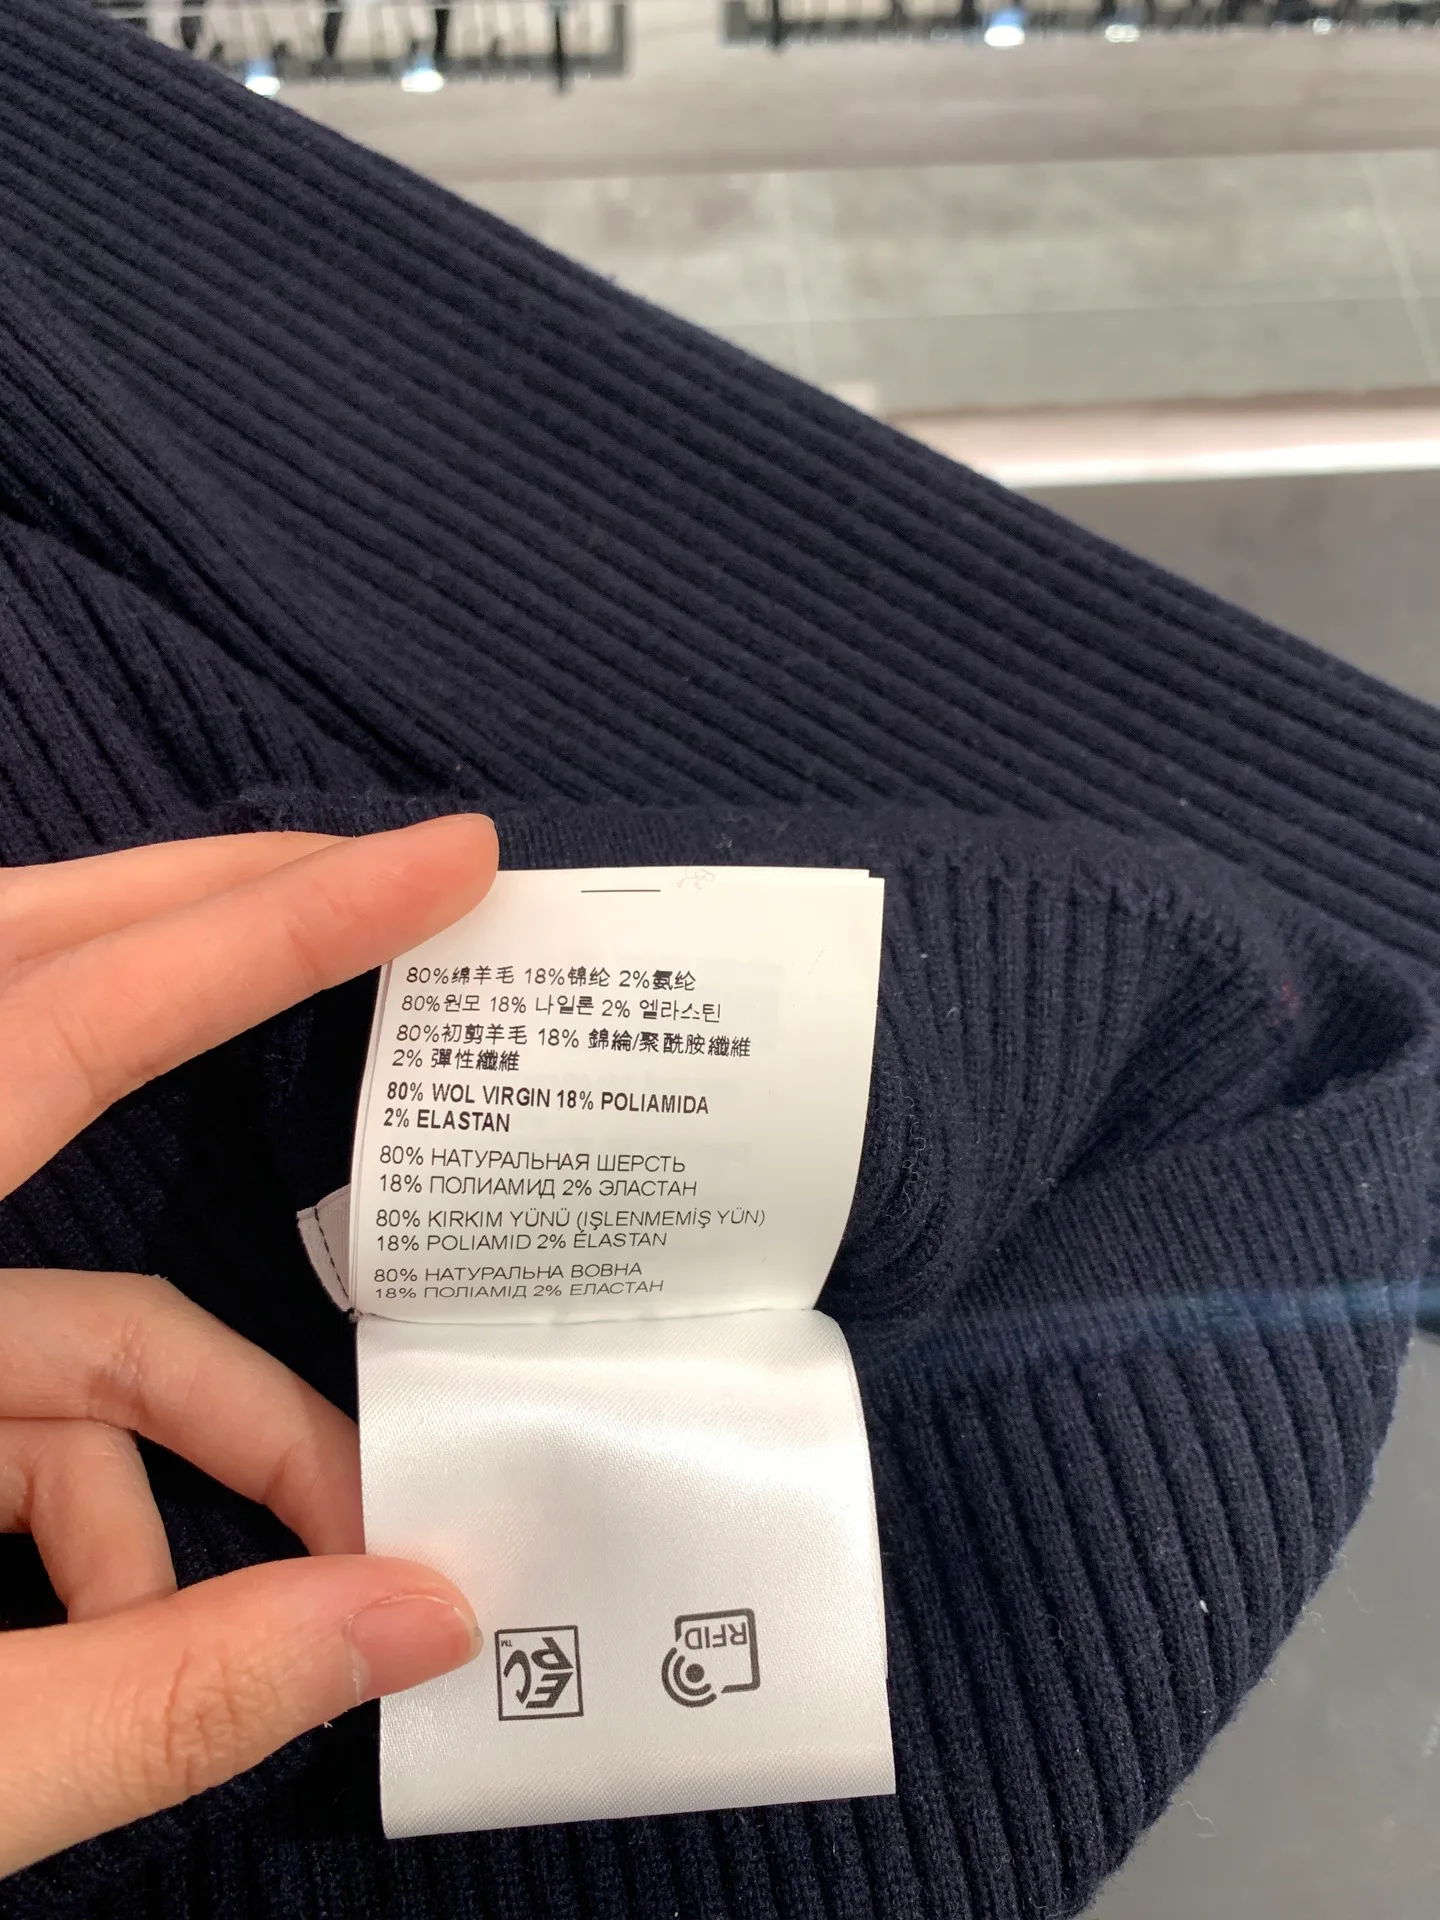 80%绵羊毛 18%锦纶 2%氨纶
80%원모 18% 나일론 2% 엘라스틴
80%初剪羊毛 18% 錦綸/聚酰胺纖維
2% 彈性纖維
80% WOL VIRGIN 18% POLIAMIDA
2% ELASTAN
80% НАТУРАЛЬНАЯ ШЕРСТЬ
18% ПОЛИАМИД 2% ЭЛАСТАН
80% KIRKIM YÜNÜ (IŞLENMEMİŞ YÜN)
18% POLIAMID 2% ÉLASTAN
80% НАТУРАЛЬНА ВОВНА
18% ПОЛІАМІД 2% ЕЛАСТАН
EPC™ RFID